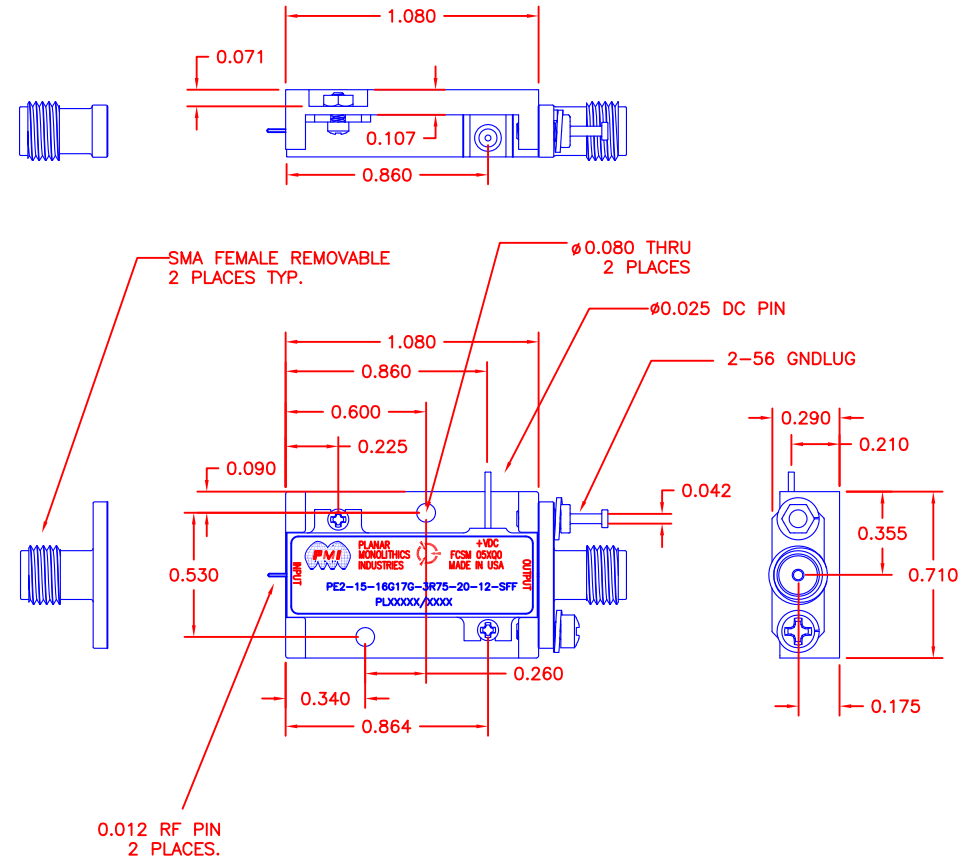 1.080
0.071
0.107
0.860
SMA FEMALE REMOVABLE
2 PLACES TYP.
ø0.080 THRU
2 PLACES
ø0.025 DC PIN
1.080
2-56 GNDLUG
0.860
0.600
0.290
0.225
0.210
0.090
0.042
0.355
0.530
0.710
PMI
PLANAR
MONOLITHICS
INDUSTRIES
+VDC
FCSM 05XQ0
MADE IN USA
INPUT
OUTPUT
PE2-15-16G17G-3R75-20-12-SFF
PLXXXXX/XXXX
0.260
0.340
0.864
0.175
0.012 RF PIN
2 PLACES.